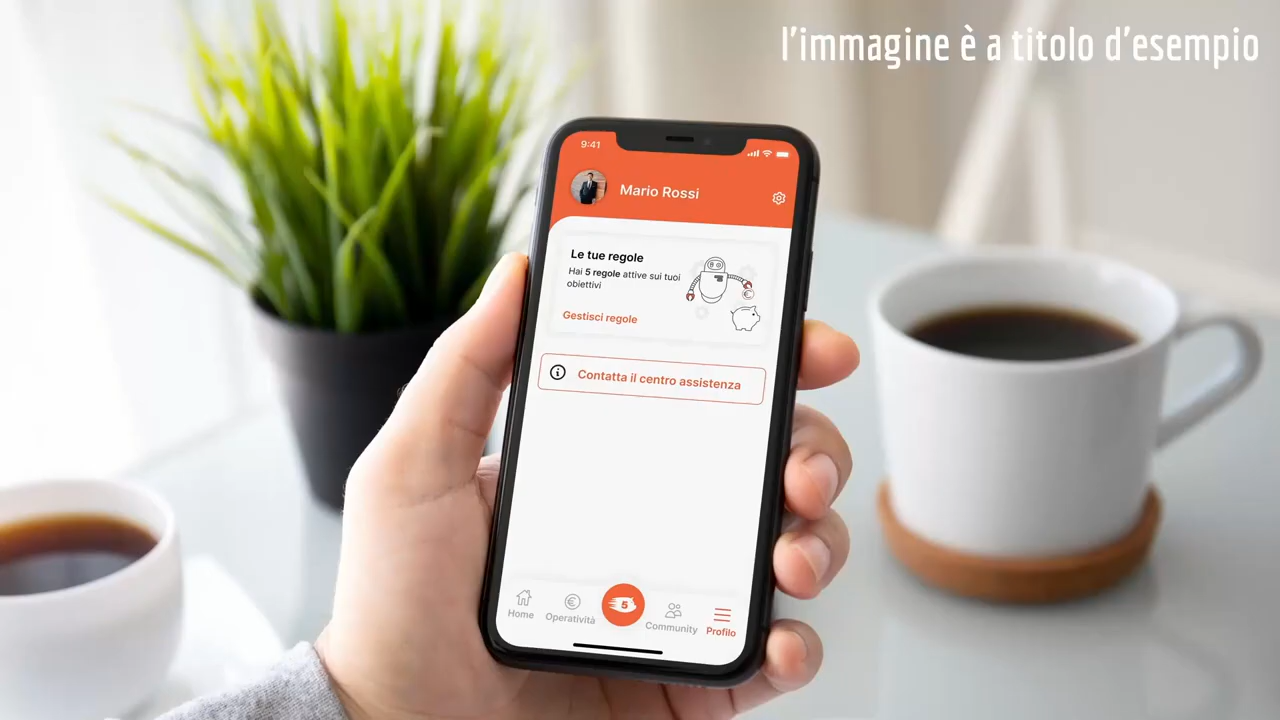 l'immagine è a titolo d'esempio
9:41
Mario Rossi
Le tue regole
Hai 5 regole attive sui tuoi
obiettivi
Gestisci regole
Contatta il centro assistenza
5
Home
Operatività
Community
Profilo